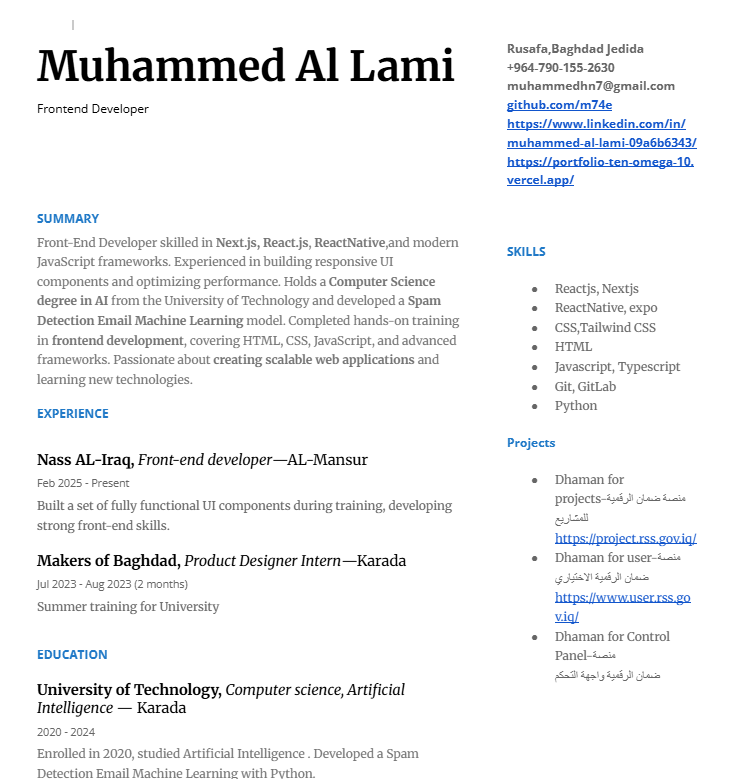 Muhammed Al Lami
Frontend Developer
Rusafa,Baghdad Jedida
+964-790-155-2630
muhammedhn7@gmail.com
github.com/m74e
https://www.linkedin.com/in/
muhammed-al-lami-09a6b6343/
https://portfolio-ten-omega-10.
vercel.app/
SUMMARY
Front-End Developer skilled in Next.js, React.js, ReactNative,and modern
JavaScript frameworks. Experienced in building responsive UI
components and optimizing performance. Holds a Computer Science
degree in AI from the University of Technology and developed a Spam
Detection Email Machine Learning model. Completed hands-on training
in frontend development, covering HTML, CSS, JavaScript, and advanced
frameworks. Passionate about creating scalable web applications and
learning new technologies.
EXPERIENCE
Nass AL-Iraq, Front-end developer—AL-Mansur
Feb 2025 - Present
Built a set of fully functional UI components during training, developing
strong front-end skills.
Makers of Baghdad, Product Designer Intern—Karada
Jul 2023 - Aug 2023 (2 months)
Summer training for University
EDUCATION
University of Technology, Computer science, Artificial
Intelligence — Karada
2020 - 2024
Enrolled in 2020, studied Artificial Intelligence . Developed a Spam
Detection Email Machine Learning with Python.
SKILLS
● Reactjs, Nextjs
● ReactNative, expo
● CSS,Tailwind CSS
● HTML
● Javascript, Typescript
● Git, GitLab
● Python
Projects
● Dhaman for
projects-منصة ضمان الرقمية
للمشاريع
https://project.rss.gov.iq/
● Dhaman for user-منصة
ضمان الرقمية الاختياري
https://www.user.rss.go
v.iq/
● Dhaman for Control
Panel-منصة
ضمان الرقمية واجهة التحكم